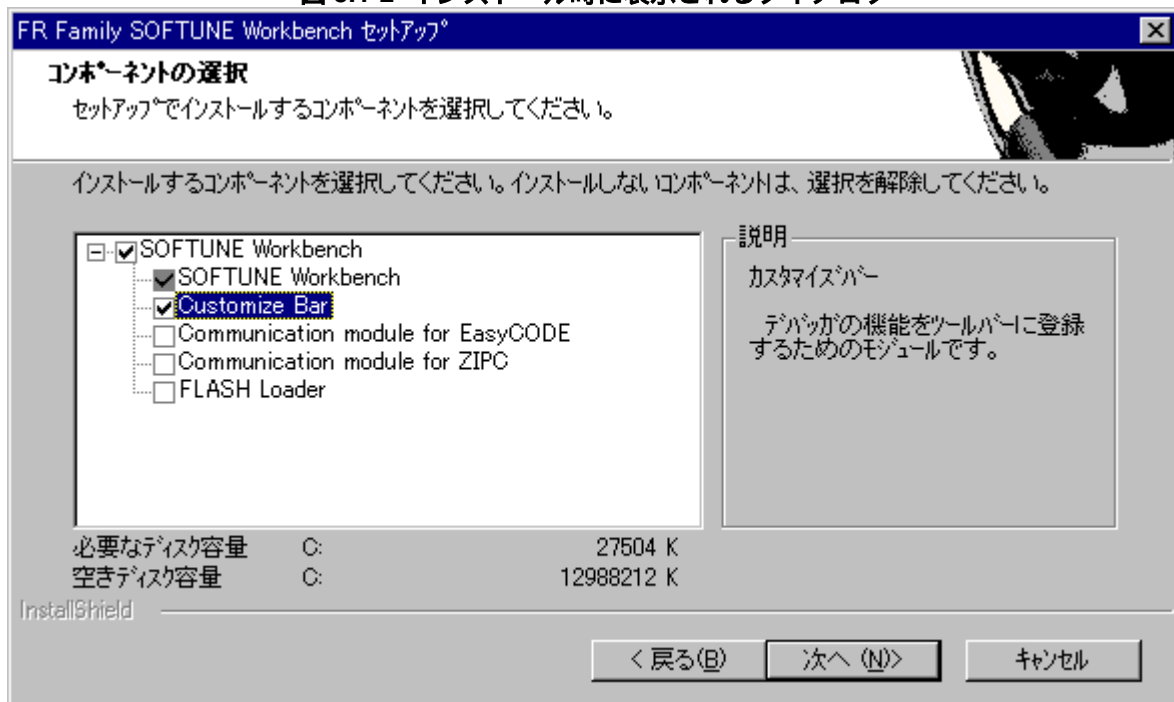 FR Family SOFTUNE Workbench ｾｯﾄｱｯﾌﾟ
ｺﾝﾎﾟｰﾈﾝﾄの選択
ｾｯﾄｱｯﾌﾟでｲﾝｽﾄｰﾙするｺﾝﾎﾟｰﾈﾝﾄを選択してください。
ｲﾝｽﾄｰﾙするｺﾝﾎﾟｰﾈﾝﾄを選択してください。ｲﾝｽﾄｰﾙしないｺﾝﾎﾟｰﾈﾝﾄは、選択を解除してください。
SOFTUNE Workbench
SOFTUNE Workbench
Customize Bar
Communication module for EasyCODE
Communication module for ZIPC
FLASH Loader
説明
ｶｽﾀﾏｲｽﾞﾊﾞｰ
ﾃﾞﾊﾞｯｶﾞの機能をﾂｰﾙﾊﾞｰに登録
するためのﾓｼﾞｭｰﾙです。
必要なﾃﾞｨｽｸ容量 C: 27504 K
空きﾃﾞｨｽｸ容量 C: 12988212 K
InstallShield
< 戻る(B) 次へ (N)> ｷｬﾝｾﾙ